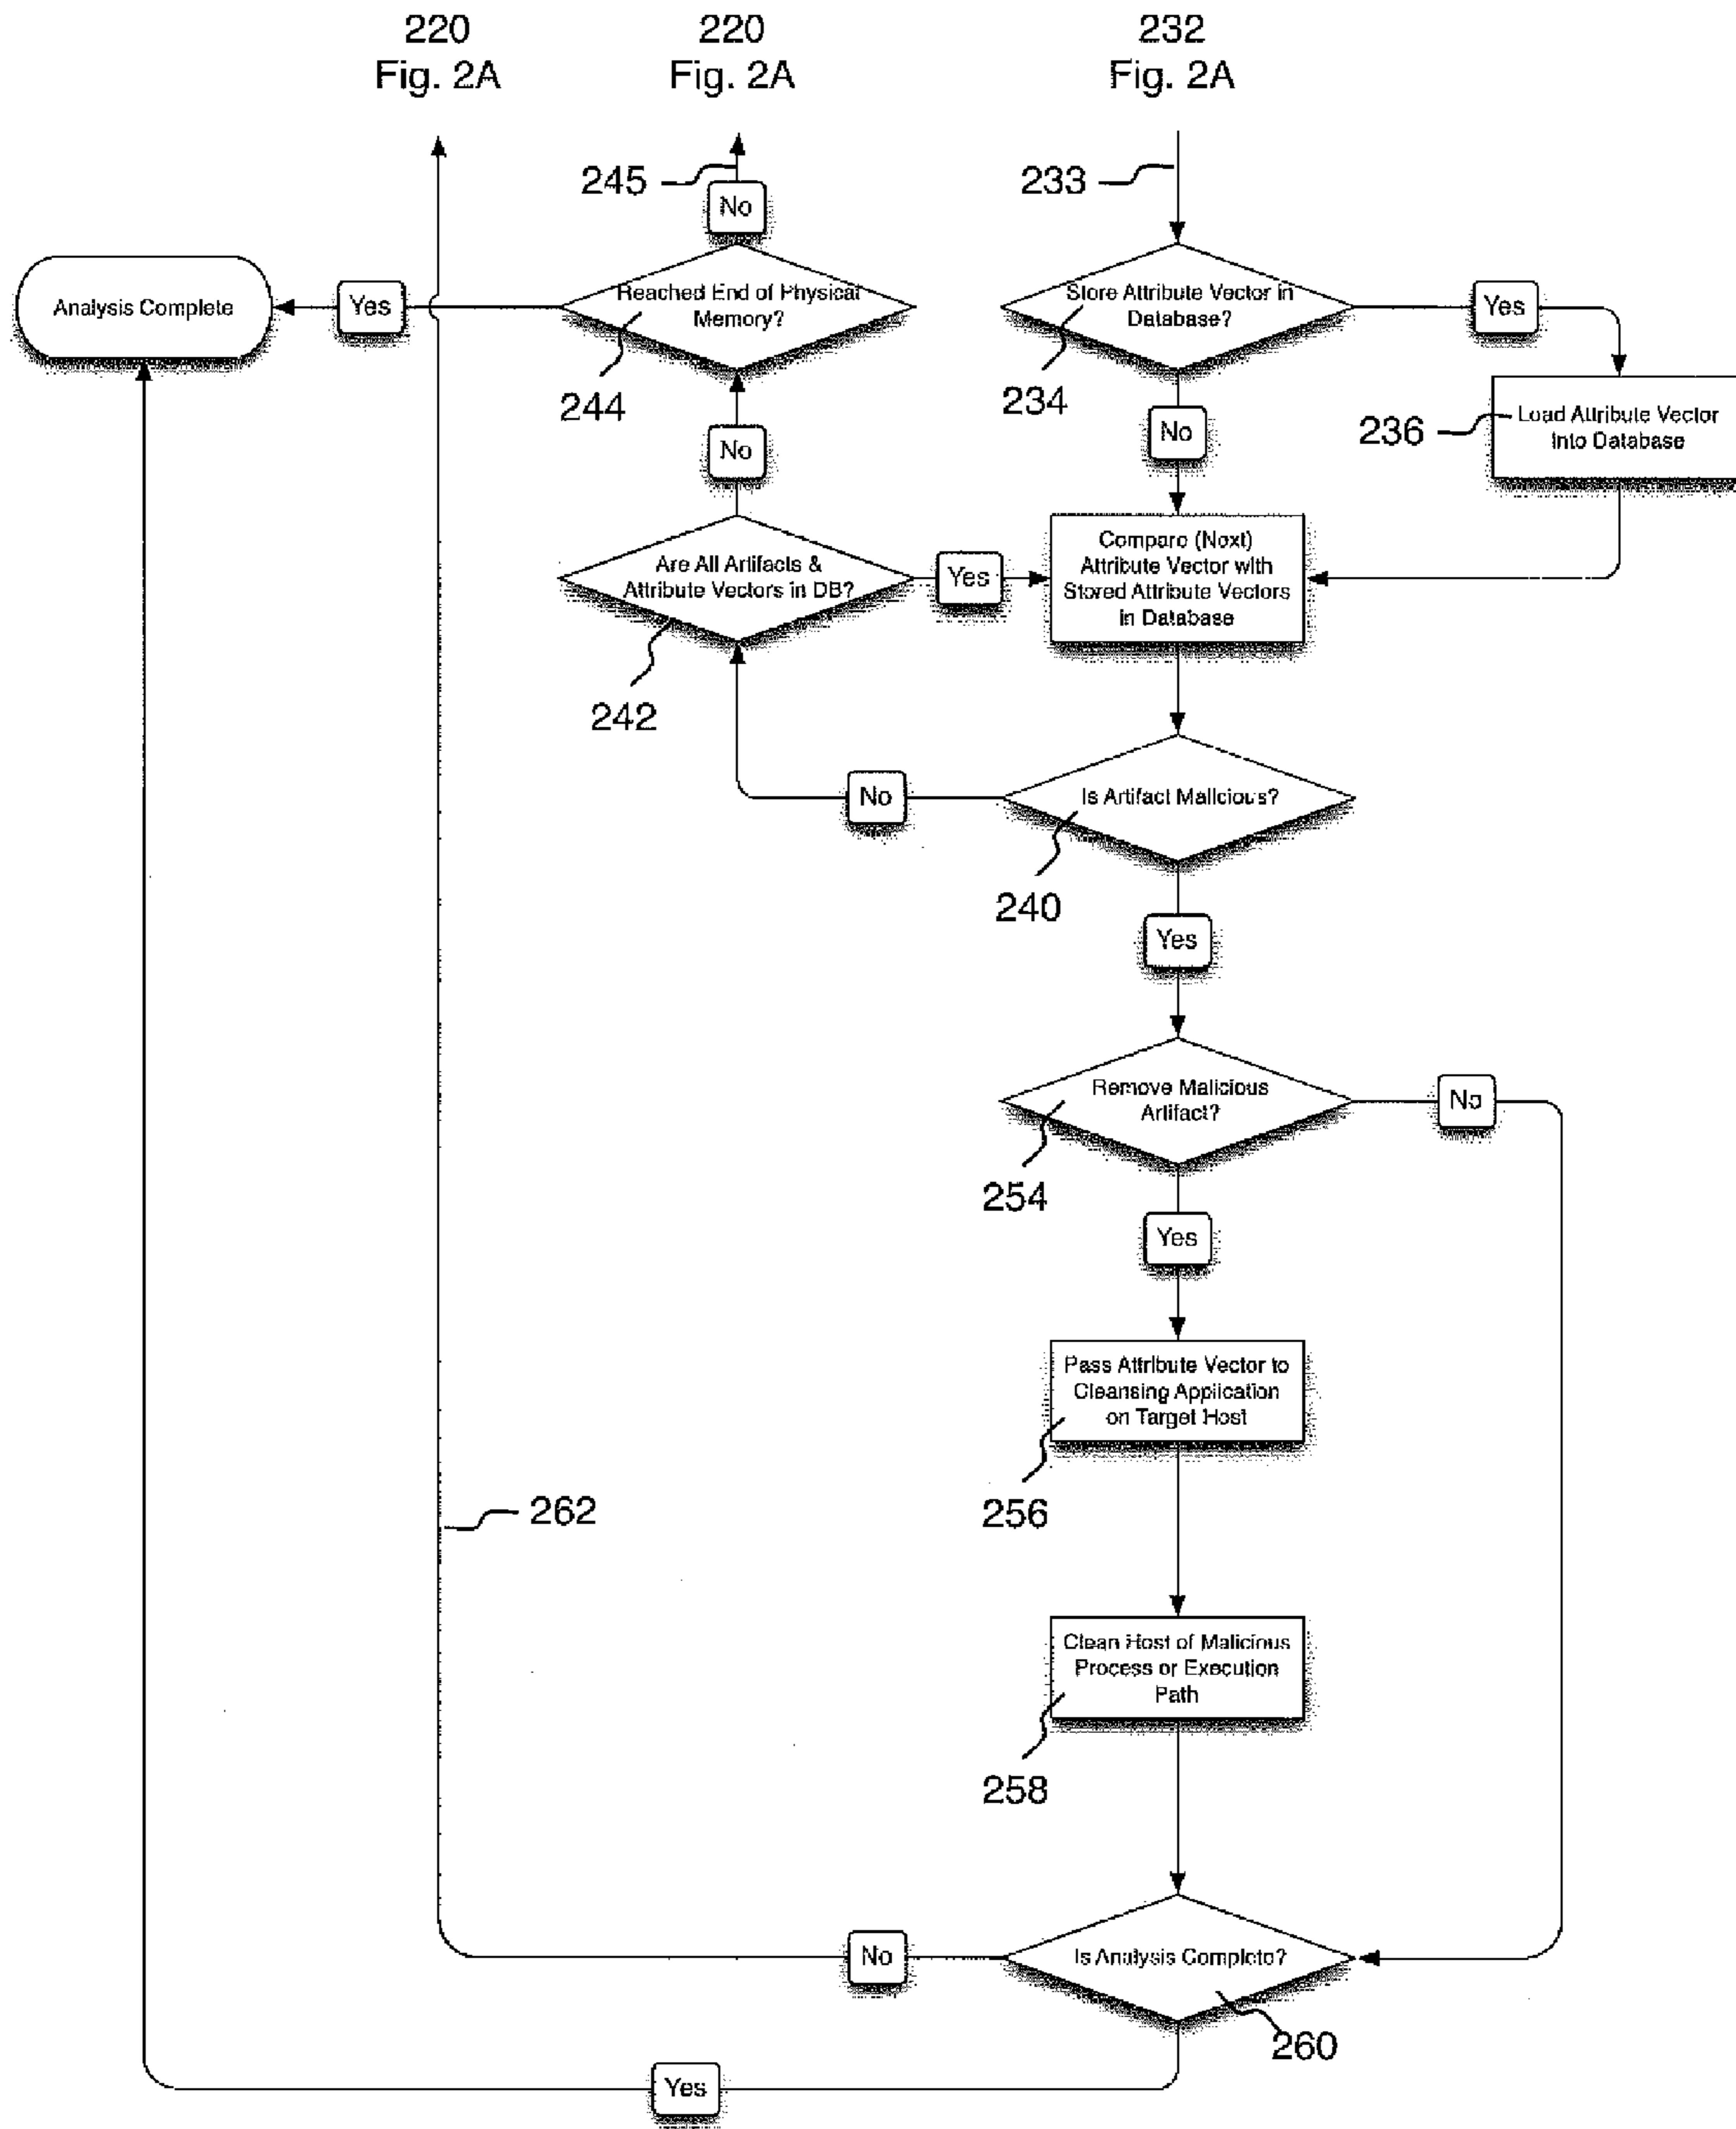 220
Fig. 2A
220
Fig. 2A
232
Fig. 2A
245
No
233
Analysis Complete
Yes
Reached End of Physical
Memory?
244
Store Attribute Vector in
Database?
234
Yes
No
No
236
Load Attribute Vector
Into Database
Are All Artifacts &
Attribute Vectors in DB?
242
Yes
Compare (Next)
Attribute Vector with
Stored Attribute Vectors
in Database
No
Is Artifact Malicious?
240
Yes
Remove Malicious
Artifact?
254
No
Yes
Pass Attribute Vector to
Cleansing Application
on Target Host
256
262
Clean Host of Malicious
Process or Execution
Path
258
No
Is Analysis Complete?
260
Yes